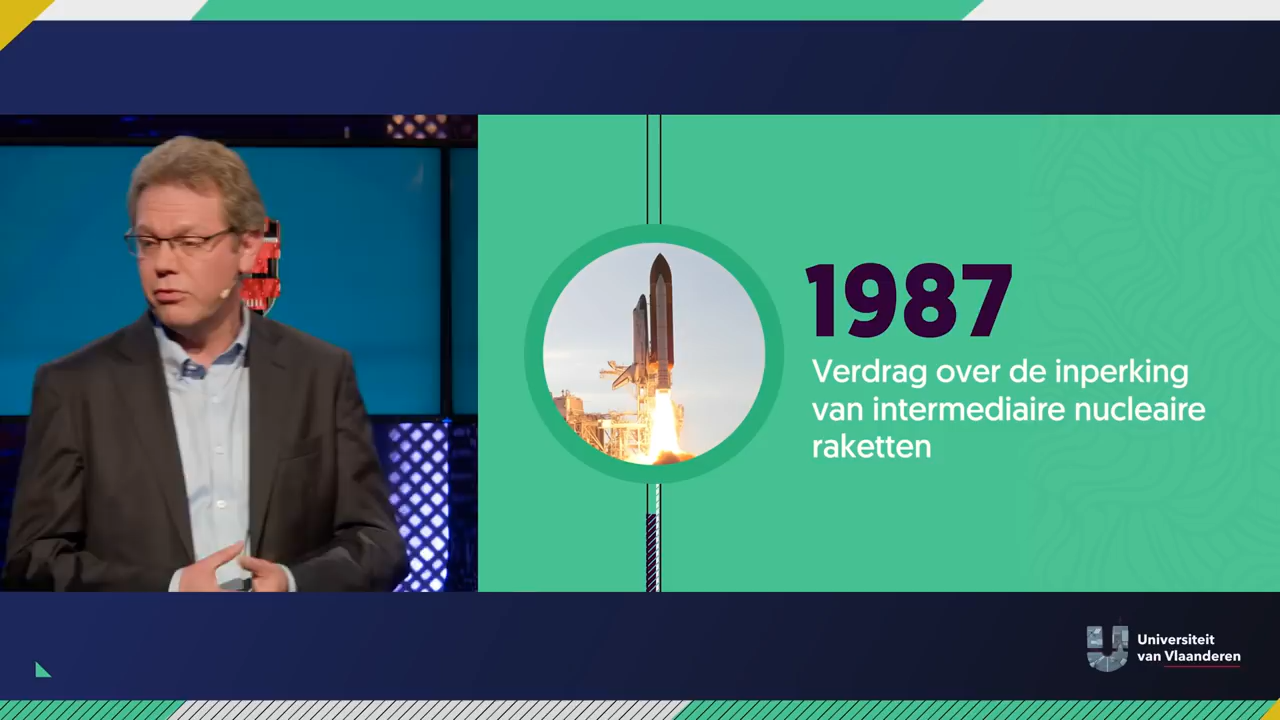 1987
Verdrag over de inperking
van intermediaire nucleaire
raketten
Universiteit
van Vlaanderen